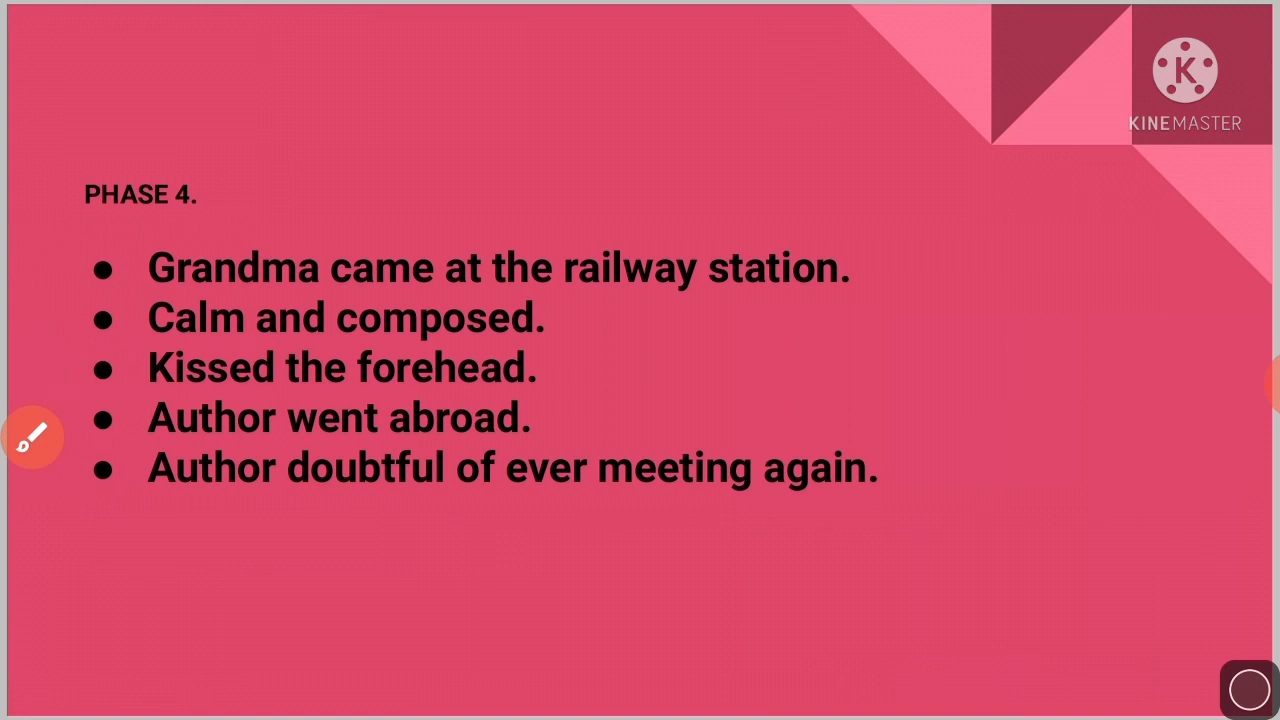 K
KINEMASTER
PHASE 4.
● Grandma came at the railway station.
● Calm and composed.
● Kissed the forehead.
● Author went abroad.
● Author doubtful of ever meeting again.